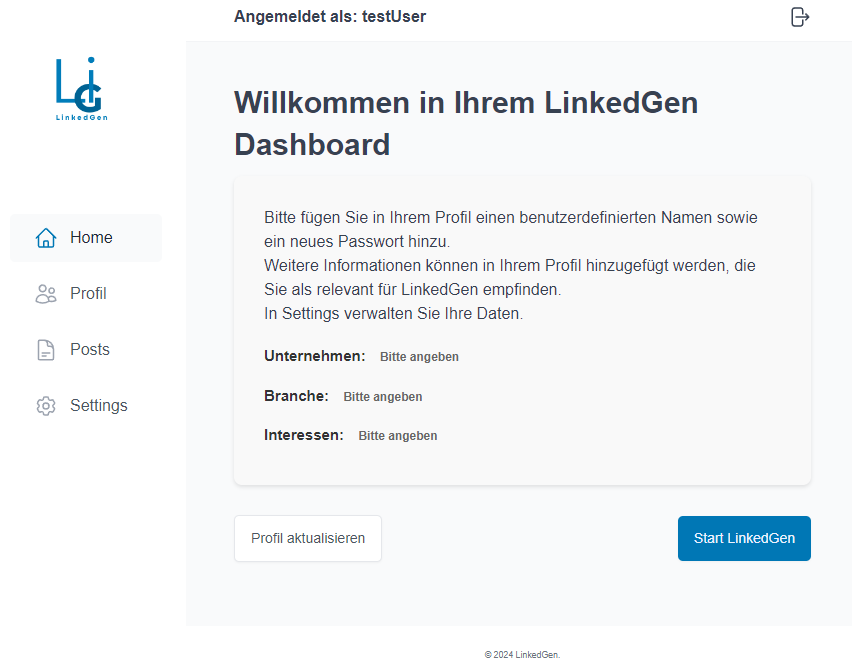 Angemeldet als: testUser
LiG
LinkedGen
Home
Profil
Posts
Settings
Willkommen in Ihrem LinkedGen
Dashboard
Bitte fügen Sie in Ihrem Profil einen benutzerdefinierten Namen sowie
ein neues Passwort hinzu.
Weitere Informationen können in Ihrem Profil hinzugefügt werden, die
Sie als relevant für LinkedGen empfinden.
In Settings verwalten Sie Ihre Daten.
Unternehmen: Bitte angeben
Branche: Bitte angeben
Interessen: Bitte angeben
Profil aktualisieren
Start LinkedGen
© 2024 LinkedGen.